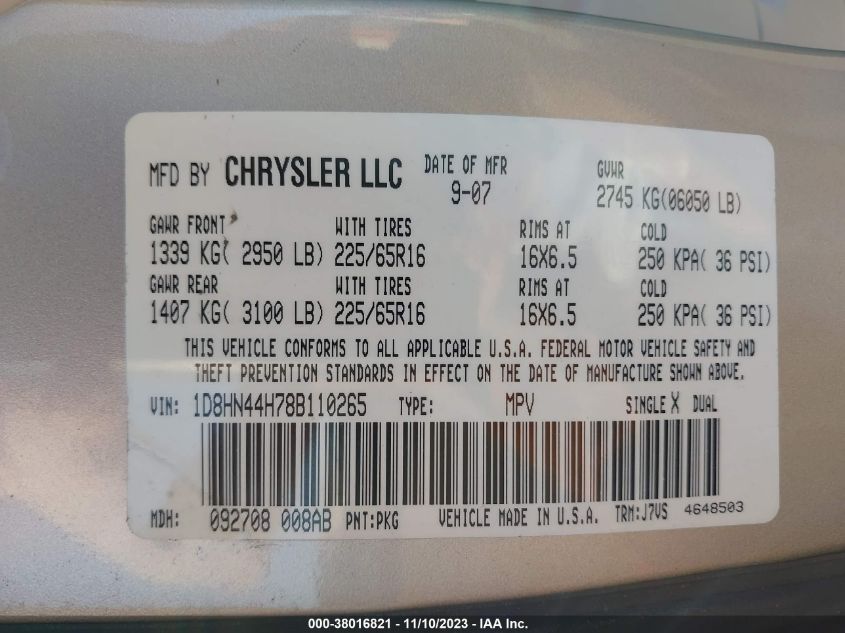 MFD BY CHRYSLER LLC DATE OF MFR 9-07 GVWR 2745 KG(06050 LB)
GAWR FRONT WITH TIRES RIMS AT COLD
1339 KG( 2950 LB) 225/65R16 16X6.5 250 KPA( 36 PSI)
GAWR REAR WITH TIRES RIMS AT COLD
1407 KG( 3100 LB) 225/65R16 16X6.5 250 KPA( 36 PSI)
THIS VEHICLE CONFORMS TO ALL APPLICABLE U.S.A. FEDERAL MOTOR VEHICLE SAFETY AND
THEFT PREVENTION STANDARDS IN EFFECT ON THE DATE OF MANUFACTURE SHOWN ABOVE.
VIN: 1D8HN44H78B110265 TYPE: MPV SINGLE X DUAL
MDH: 092708 008AB PNT:PKG VEHICLE MADE IN U.S.A. TRM:J7VS 4648503
000-38016821 - 11/10/2023 - © IAA Inc.